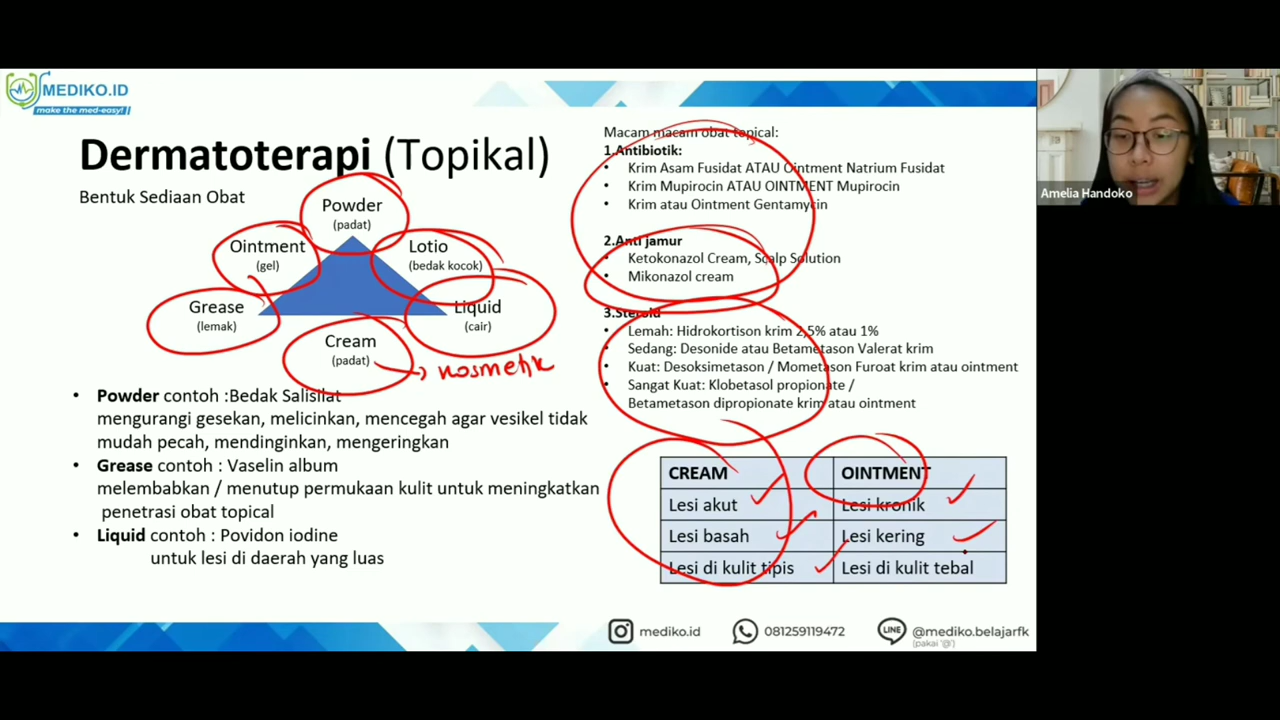 MEDIKO.ID
make the med-easy!
Dermatoterapi (Topikal)
Bentuk Sediaan Obat
Powder
(padat)
Ointment
(gel)
Lotio
(bedak kocok)
Grease
(lemak)
Liquid
(cair)
Cream
(padat)
kosmetik
• Powder contoh :Bedak Salisilat
mengurangi gesekan, melicinkan, mencegah agar vesikel tidak
mudah pecah, mendinginkan, mengeringkan
• Grease contoh : Vaselin album
melembabkan / menutup permukaan kulit untuk meningkatkan
penetrasi obat topical
• Liquid contoh : Povidon iodine
untuk lesi di daerah yang luas
Macam macam obat topical:
1.Antibiotik:
• Krim Asam Fusidat ATAU Ointment Natrium Fusidat
• Krim Mupirocin ATAU OINTMENT Mupirocin
• Krim atau Ointment Gentamycin
2.Anti jamur
• Ketokonazol Cream, Scalp Solution
• Mikonazol cream
3.Steroid
• Lemah: Hidrokortison krim 2,5% atau 1%
• Sedang: Desonide atau Betametason Valerat krim
• Kuat: Desoksimetason / Mometason Furoat krim atau ointment
• Sangat Kuat: Klobetasol propionate /
Betametason dipropionate krim atau ointment
CREAM OINTMENT
Lesi akut Lesi kronik
Lesi basah Lesi kering
Lesi di kulit tipis Lesi di kulit tebal
mediko.id 081259119472 LINE @mediko.belajarfk
(pakai '@')
Amelia Handoko